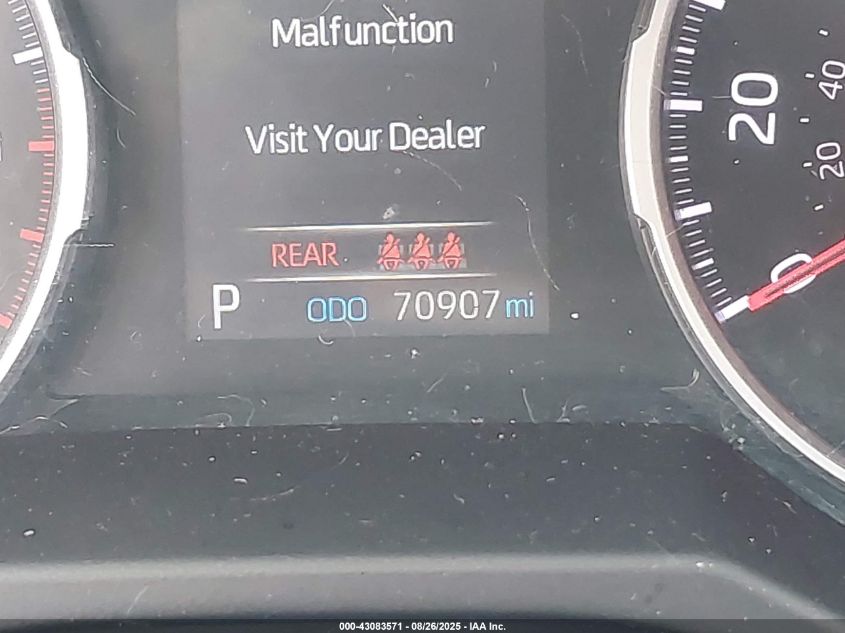 Malfunction
Visit Your Dealer
REAR
P ODO 70907 mi
20
0
40
20
000-43083571 - 08/26/2025 - IAA Inc.